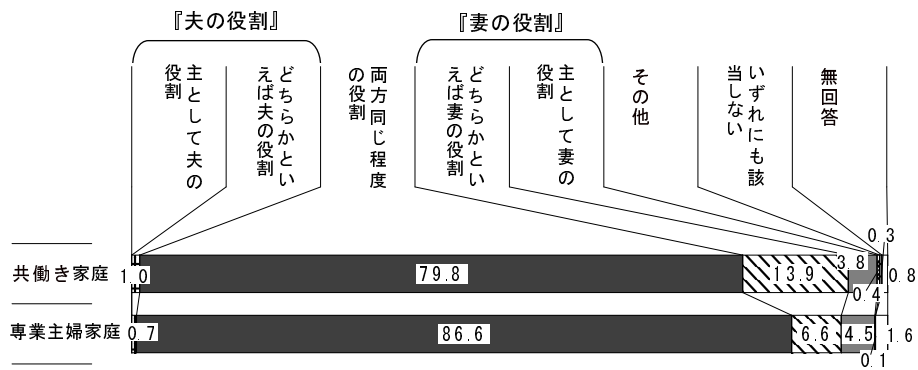 『夫の役割』
『妻の役割』
主として夫の
役割
どちらかとい
えば夫の役割
両方同じ程度
の役割
どちらかとい
えば妻の役割
主として妻の
役割
その他
いずれにも該
当しない
無回答
0.3
共働き家庭 1.0 79.8 13.9 3.8 0.8
0.4
専業主婦家庭 0.7 86.6 6.6 4.5 1.6
0.1